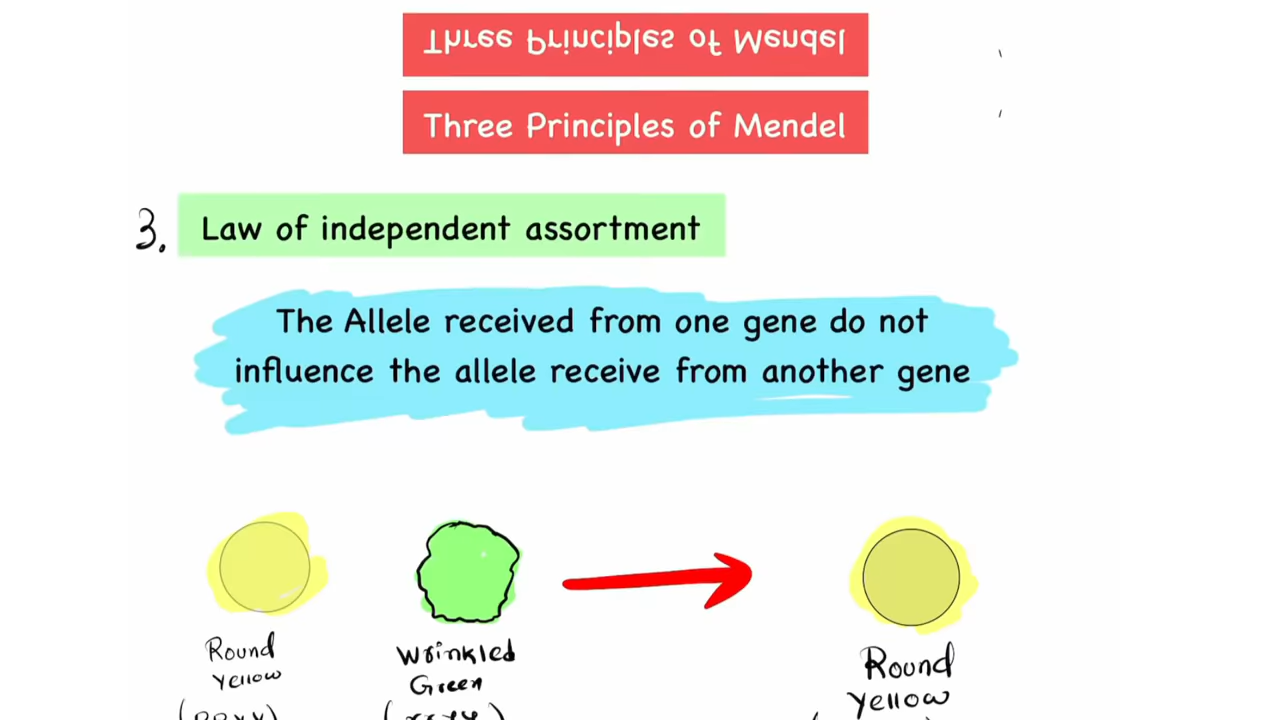 Three Principles of Mendel
Three Principles of Mendel
3. Law of independent assortment
The Allele received from one gene do not
influence the allele receive from another gene
Round
Yellow
Wrinkled
Green
Round
Yellow